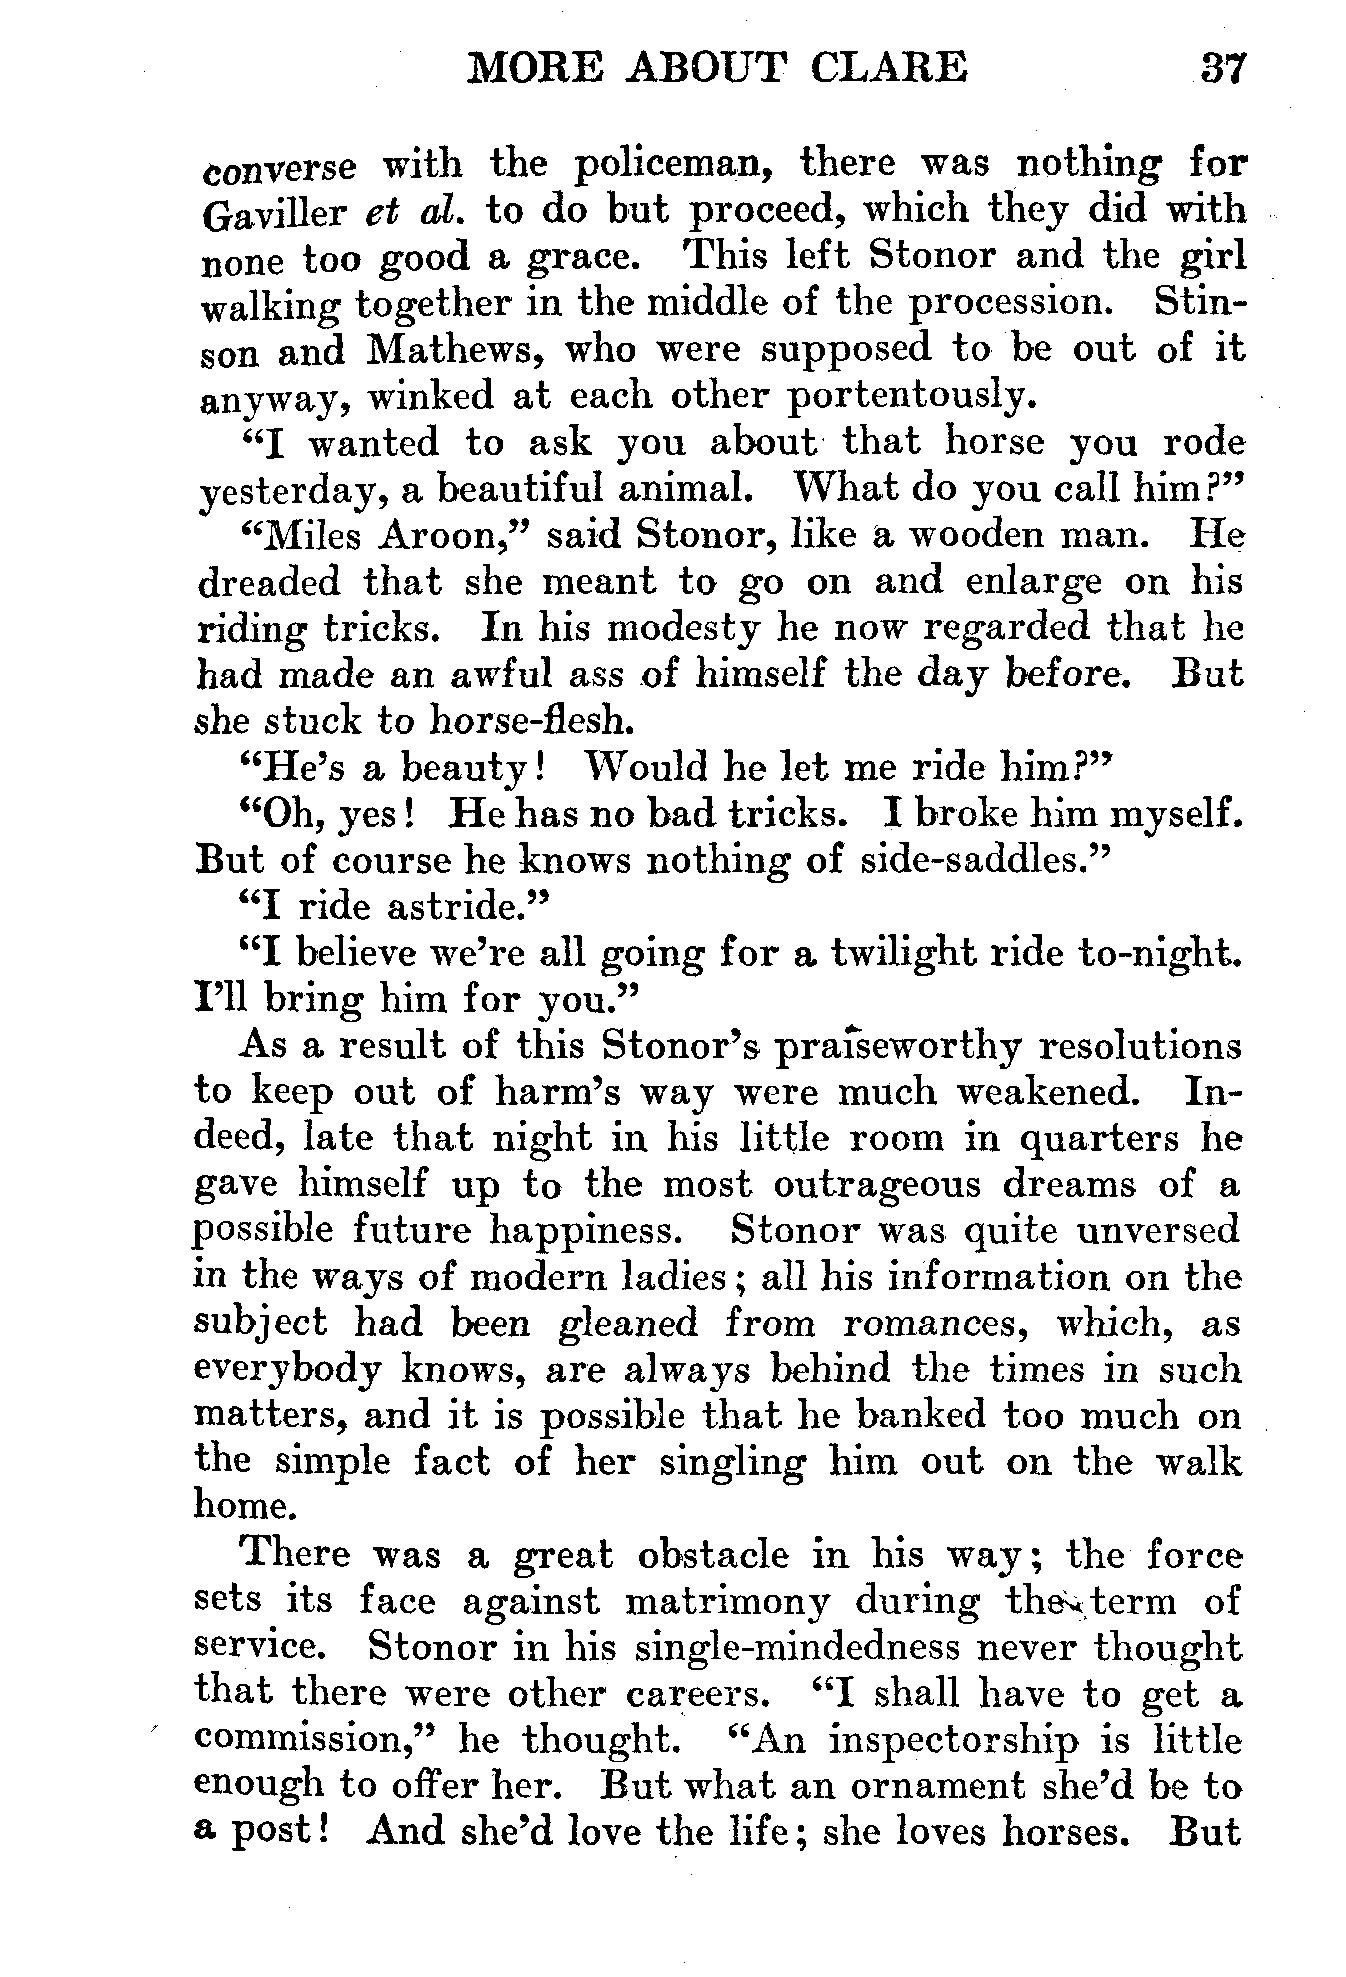 MORE ABOUT CLARE 37
converse with the policeman, there was nothing for
Gaviller et al. to do but proceed, which they did with
none too good a grace. This left Stonor and the girl
walking together in the middle of the procession. Stin-
son and Mathews, who were supposed to be out of it
anyway, winked at each other portentously.
“I wanted to ask you about that horse you rode
yesterday, a beautiful animal. What do you call him?”
“Miles Aroon,” said Stonor, like a wooden man. He
dreaded that she meant to go on and enlarge on his
riding tricks. In his modesty he now regarded that he
had made an awful ass of himself the day before. But
she stuck to horse-flesh.
“He’s a beauty! Would he let me ride him?”
“Oh, yes! He has no bad tricks. I broke him myself.
But of course he knows nothing of side-saddles.”
“I ride astride.”
“I believe we’re all going for a twilight ride to-night.
I’ll bring him for you.”
As a result of this Stonor’s praiseworthy resolutions
to keep out of harm’s way were much weakened. In-
deed, late that night in his little room in quarters he
gave himself up to the most outrageous dreams of a
possible future happiness. Stonor was quite unversed
in the ways of modern ladies; all his information on the
subject had been gleaned from romances, which, as
everybody knows, are always behind the times in such
matters, and it is possible that he banked too much on
the simple fact of her singling him out on the walk
home.
There was a great obstacle in his way; the force
sets its face against matrimony during the term of
service. Stonor in his single-mindedness never thought
that there were other careers. “I shall have to get a
commission,” he thought. “An inspectorship is little
enough to offer her. But what an ornament she’d be to
a post! And she’d love the life; she loves horses. But